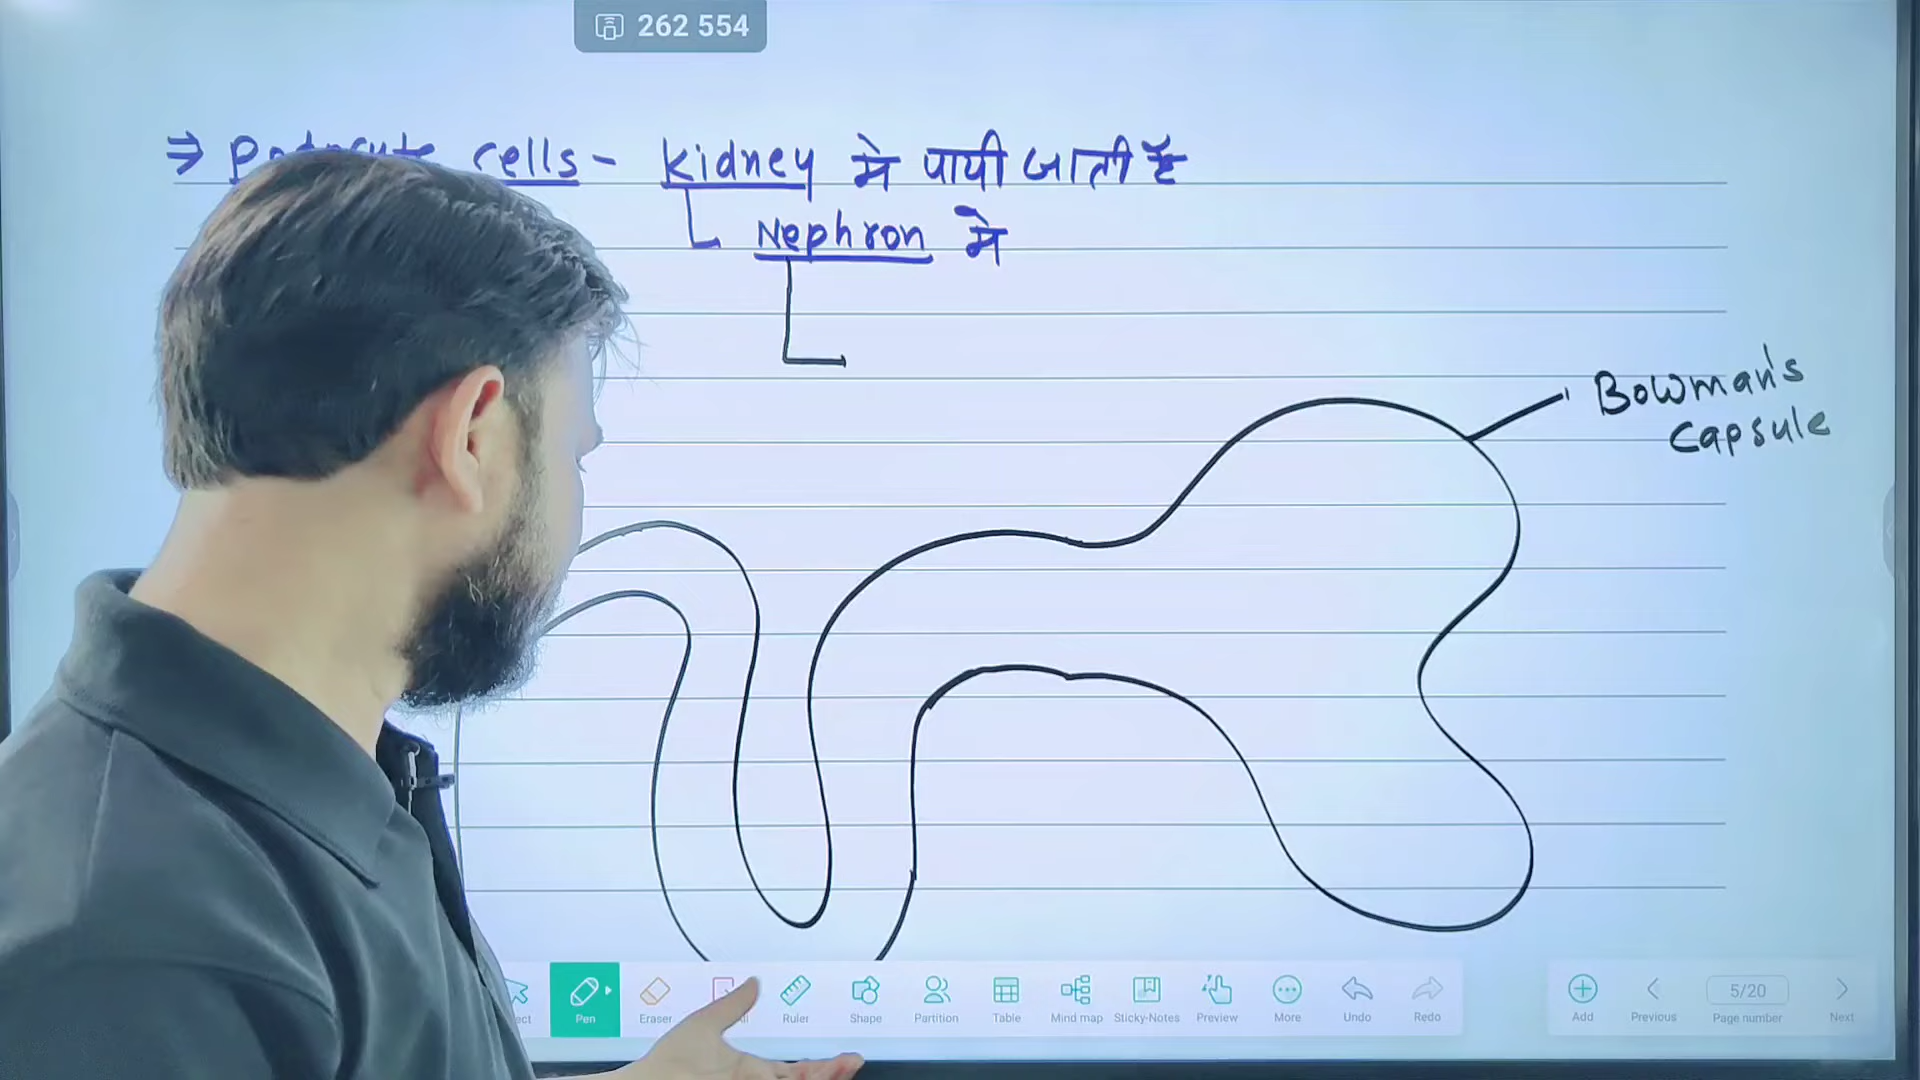 262 554
⇒ cells - Kidney मे पायी जाती है
Nephron मे
Bowman's
Capsule
Pen
Eraser
Ruler
Shape
Partition
Table
Mind map
Sticky-Notes
Preview
More
Undo
Redo
Add
Previous
5/20
Page number
Next